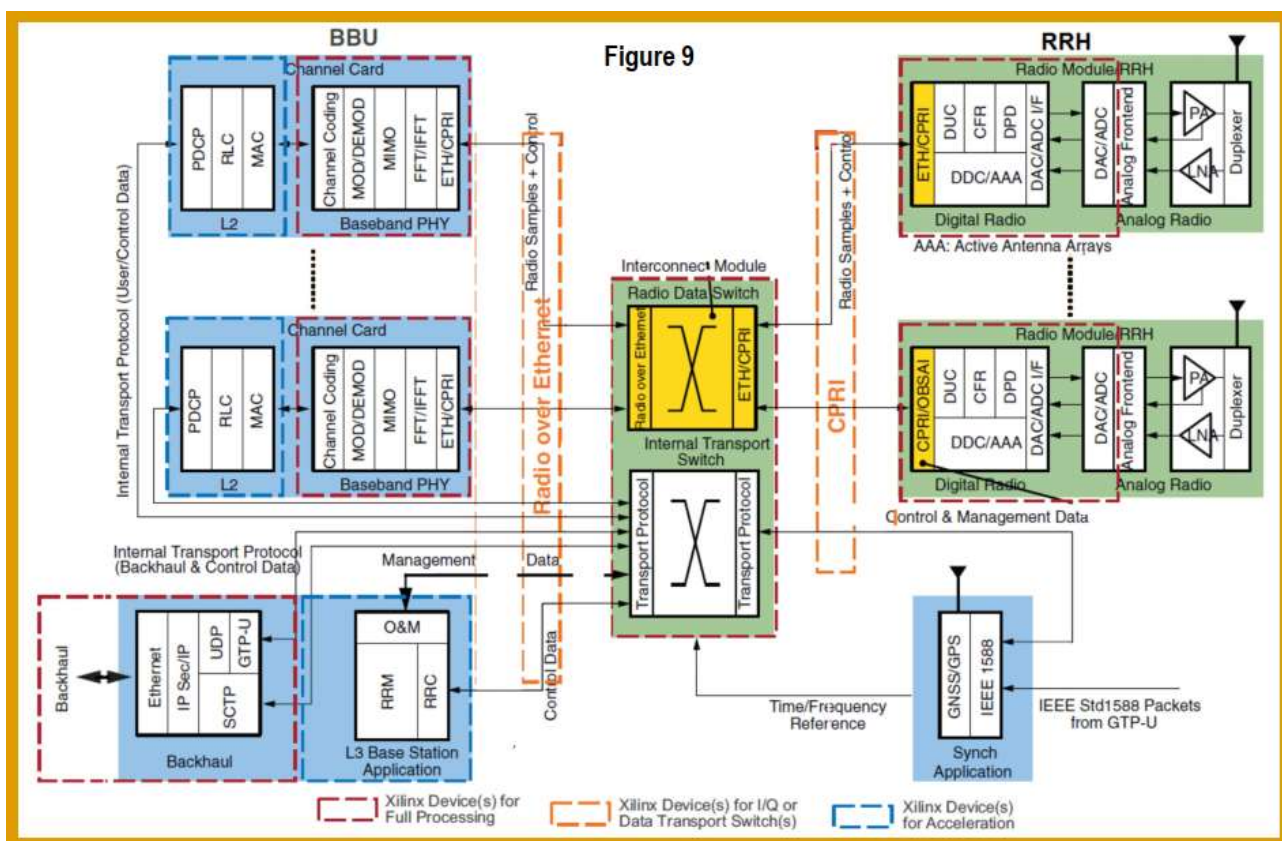 BBU
Figure 9
RRH
Channel Card
PDCP
RLC
MAC
L2
Channel Coding
MOD/DEMOD
MIMO
FFT/IFFT
ETH/CPRI
Baseband PHY
Radio Samples + Control
Radio Samples + Control
Radio Module/RRH
ETH/CPRI
DUC
CFR
DPD
DDC/AAA
DAC/ADC I/F
DAC/ADC
Analog Frontend
PA
LNA
Duplexer
Digital Radio
Analog Radio
AAA: Active Antenna Arrays
Internal Transport Protocol (User/Control Data)
Channel Card
PDCP
RLC
MAC
L2
Channel Coding
MOD/DEMOD
MIMO
FFT/IFFT
ETH/CPRI
Baseband PHY
Radio over Ethernet
Interconnect Module
Radio Data Switch
Radio over Ethernet
ETH/CPRI
Internal Transport
Switch
Transport Protocol
Transport Protocol
CPRI
Radio Module/RRH
CPRI/OBSAI
DUC
CFR
DPD
DDC/AAA
DAC/ADC I/F
DAC/ADC
Analog Frontend
PA
LNA
Duplexer
Digital Radio
Analog Radio
Control & Management Data
Internal Transport Protocol
(Backhaul & Control Data)
Management
Data
Control Data
Backhaul
Ethernet
IP Sec/IP
UDP
GTP-U
SCTP
Backhaul
O&M
RRM
RRC
L3 Base Station
Application
Time/Frequency
Reference
GNSS/GPS
IEEE 1588
Synch
Application
IEEE Std1588 Packets
from GTP-U
Xilinx Device(s) for
Full Processing
Xilinx Device(s) for I/Q or
Data Transport Switch(s)
Xilinx Device(s)
for Acceleration